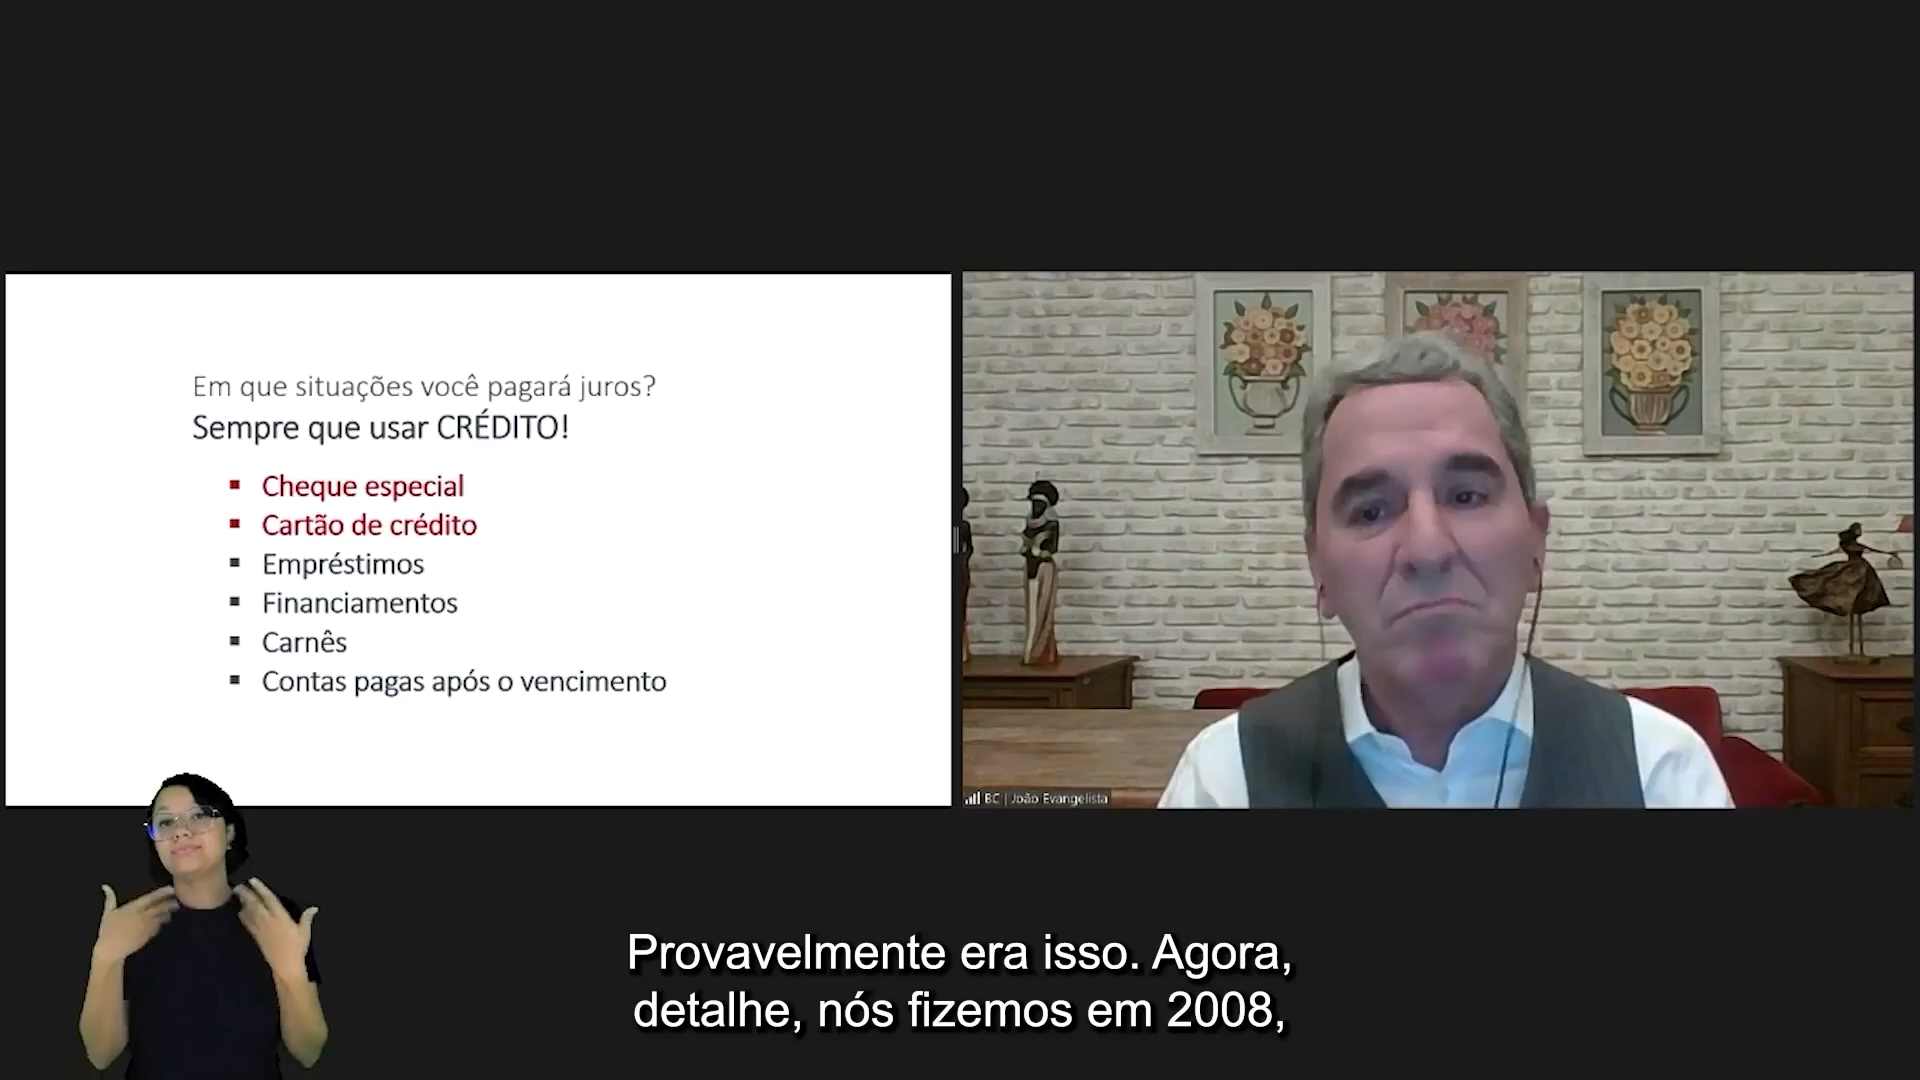 Em que situações você pagará juros?
Sempre que usar CRÉDITO!
Cheque especial
Cartão de crédito
Empréstimos
Financiamentos
Carnês
Contas pagas após o vencimento
BC | João Evangelista
Provavelmente era isso. Agora,
detalhe, nós fizemos em 2008,